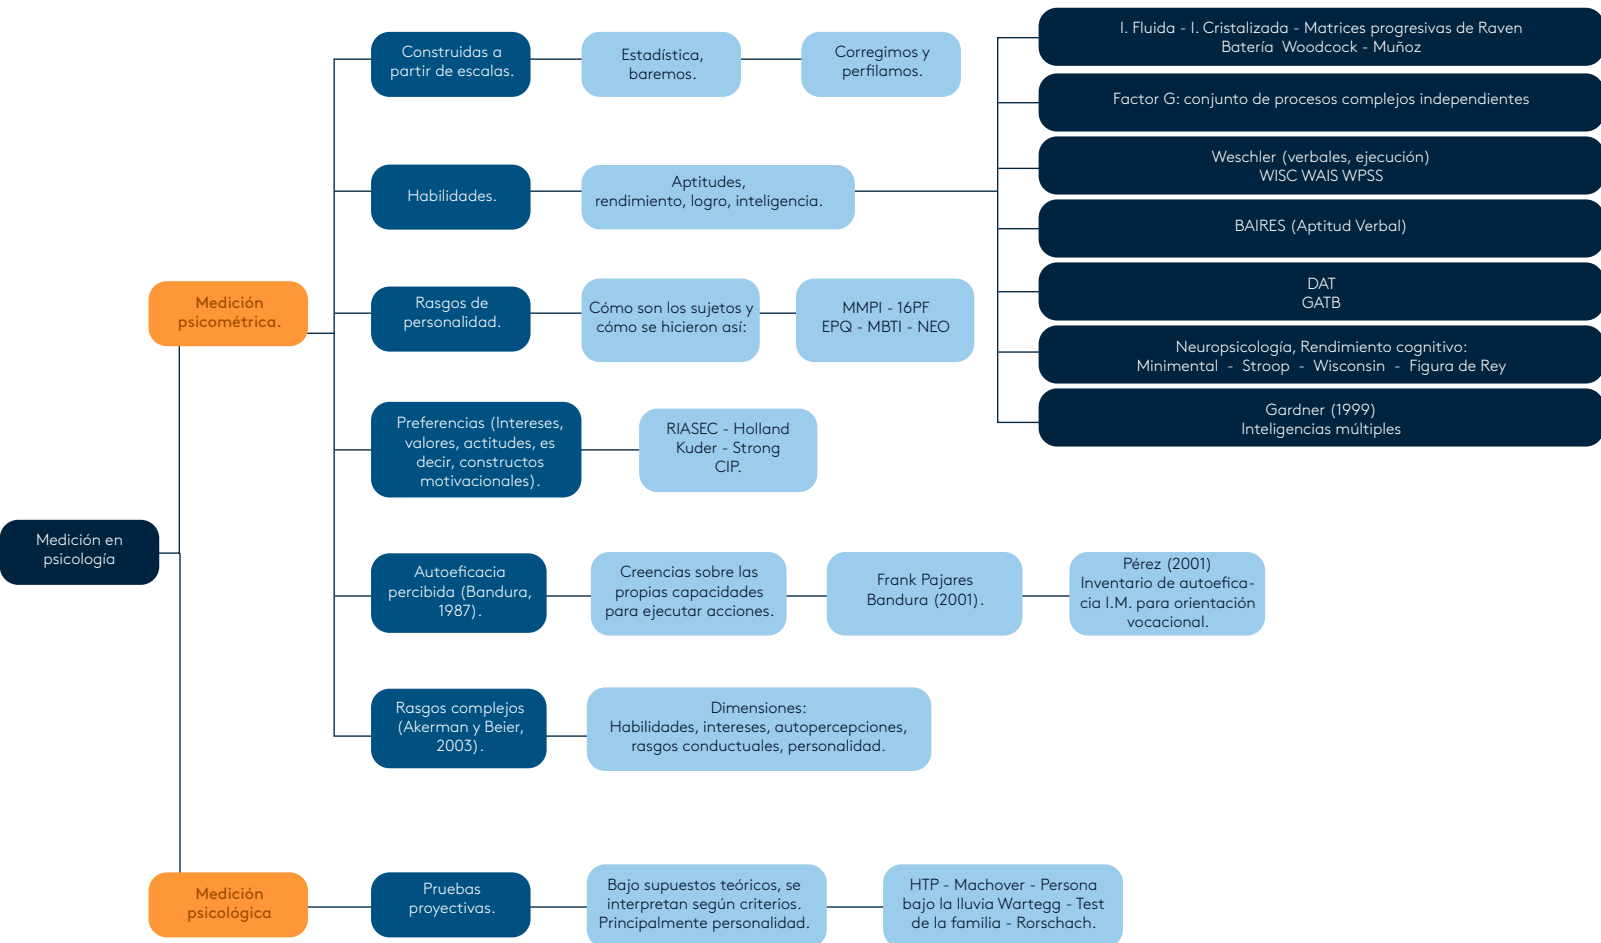 Medición en
psicología
Medición
psicométrica.
Construidas a
partir de escalas.
Estadística,
baremos.
Corregimos y
perfilamos.
Habilidades.
Aptitudes,
rendimiento, logro, inteligencia.
I. Fluida - I. Cristalizada - Matrices progresivas de Raven
Batería Woodcock - Muñoz
Factor G: conjunto de procesos complejos independientes
Weschler (verbales, ejecución)
WISC WAIS WPSS
BAIRES (Aptitud Verbal)
DAT
GATB
Neuropsicología, Rendimiento cognitivo:
Minimental - Stroop - Wisconsin - Figura de Rey
Gardner (1999)
Inteligencias múltiples
Rasgos de
personalidad.
Cómo son los sujetos y
cómo se hicieron así:
MMPI - 16PF
EPQ - MBTI - NEO
Preferencias (Intereses,
valores, actitudes, es
decir, constructos
motivacionales).
RIASEC - Holland
Kuder - Strong
CIP.
Autoeficacia
percibida (Bandura,
1987).
Creencias sobre las
propias capacidades
para ejecutar acciones.
Frank Pajares
Bandura (2001).
Pérez (2001)
Inventario de autoefica-
cia I.M. para orientación
vocacional.
Rasgos complejos
(Akerman y Beier,
2003).
Dimensiones:
Habilidades, intereses, autopercepciones,
rasgos conductuales, personalidad.
Medición
psicológica
Pruebas
proyectivas.
Bajo supuestos teóricos, se
interpretan según criterios.
Principalmente personalidad.
HTP - Machover - Persona
bajo la lluvia Wartegg - Test
de la familia - Rorschach.